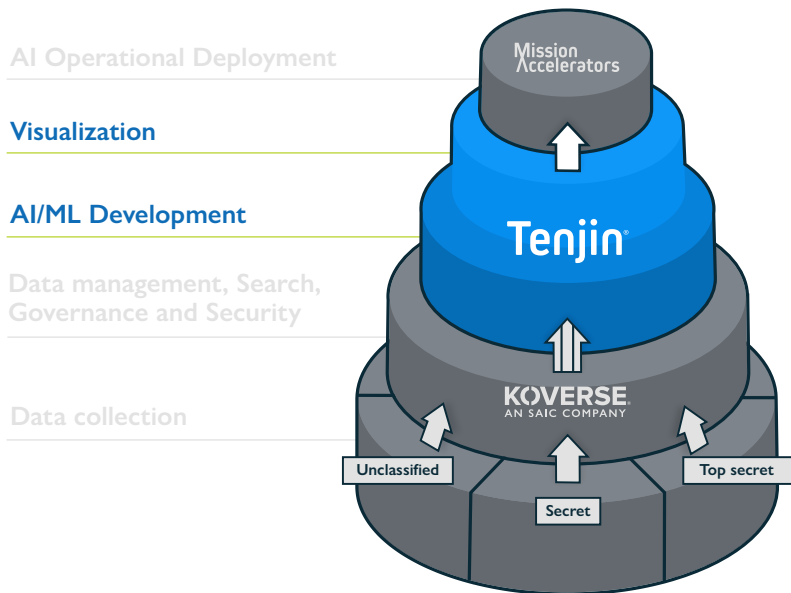 AI Operational Deployment
Mission
Accelerators
Visualization
AI/ML Development
Tenjin®
Data management, Search,
Governance and Security
KOVERSE®
AN SAIC COMPANY
Data collection
Unclassified
Secret
Top secret